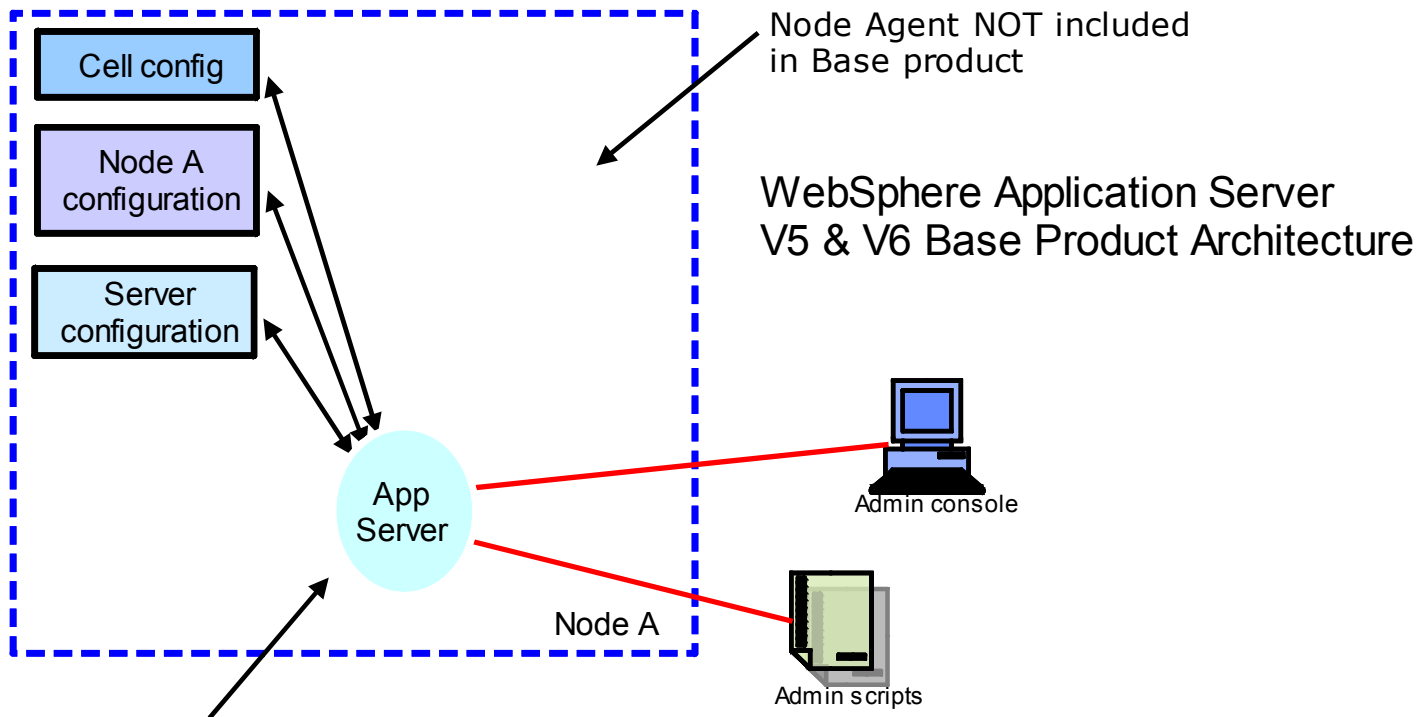 Node Agent NOT included
in Base product
Cell config
Node A
configuration
WebSphere Application Server
V5 & V6 Base Product Architecture
Server
configuration
App
Server
Admin console
Node A
Admin scripts